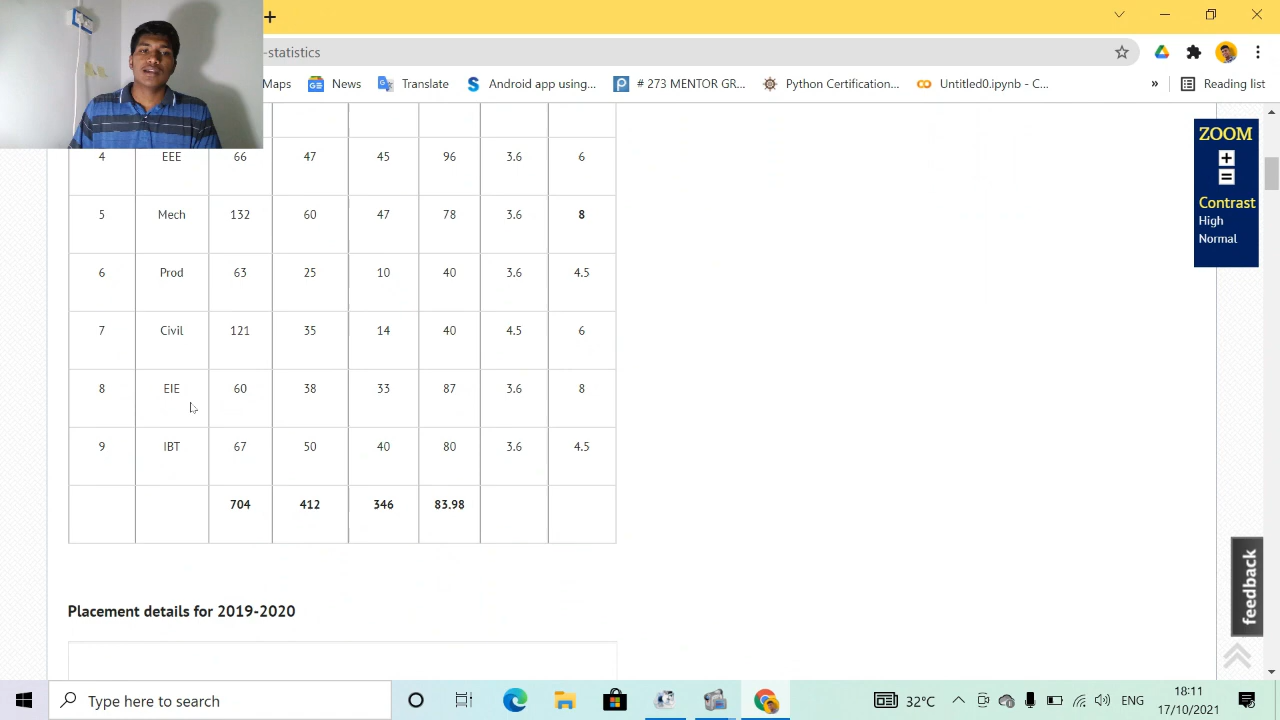 -statistics
Maps News Translate Android app using... # 273 MENTOR GR... Python Certification... Untitled0.ipynb - C... » Reading list
4 EEE 66 47 45 96 3.6 6
5 Mech 132 60 47 78 3.6 8
6 Prod 63 25 10 40 3.6 4.5
7 Civil 121 35 14 40 4.5 6
8 EIE 60 38 33 87 3.6 8
9 IBT 67 50 40 80 3.6 4.5
704 412 346 83.98
Placement details for 2019-2020
ZOOM
+
=
Contrast
High
Normal
feedback
Type here to search
32°C ENG 18:11
17/10/2021